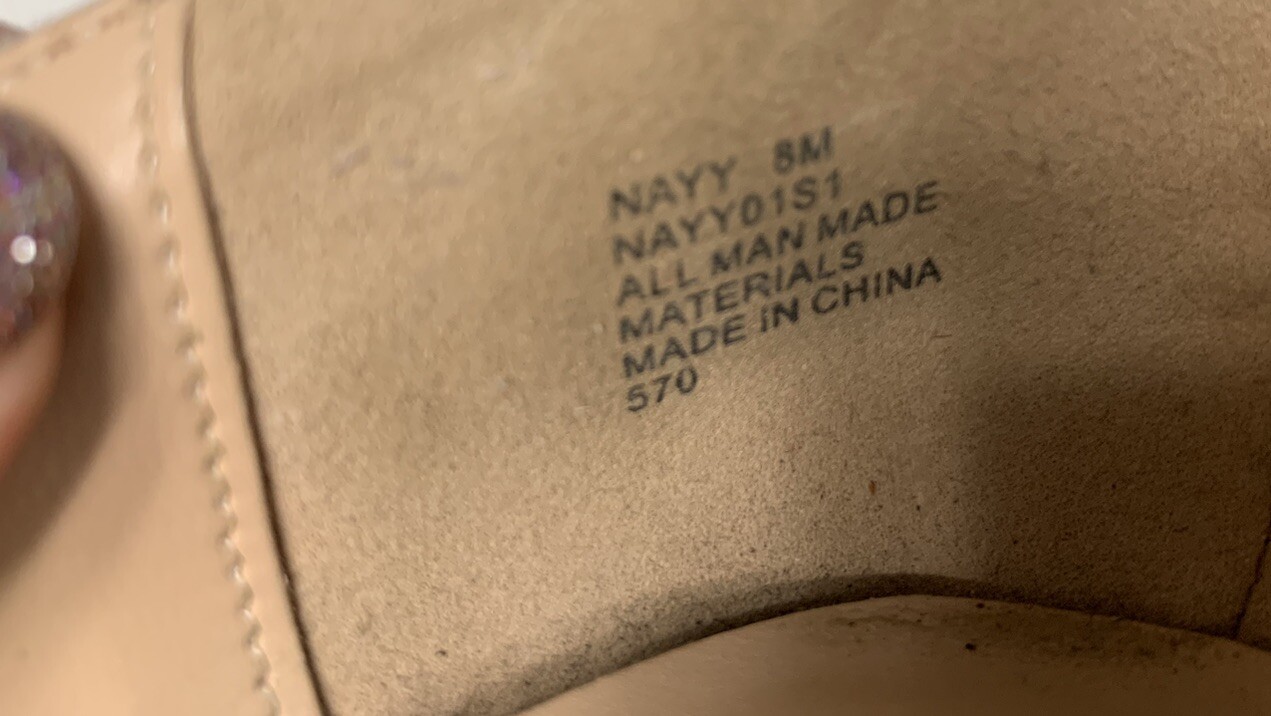 NAYY 8M
NAYY01S1
ALL MAN MADE
MATERIALS
MADE IN CHINA
570